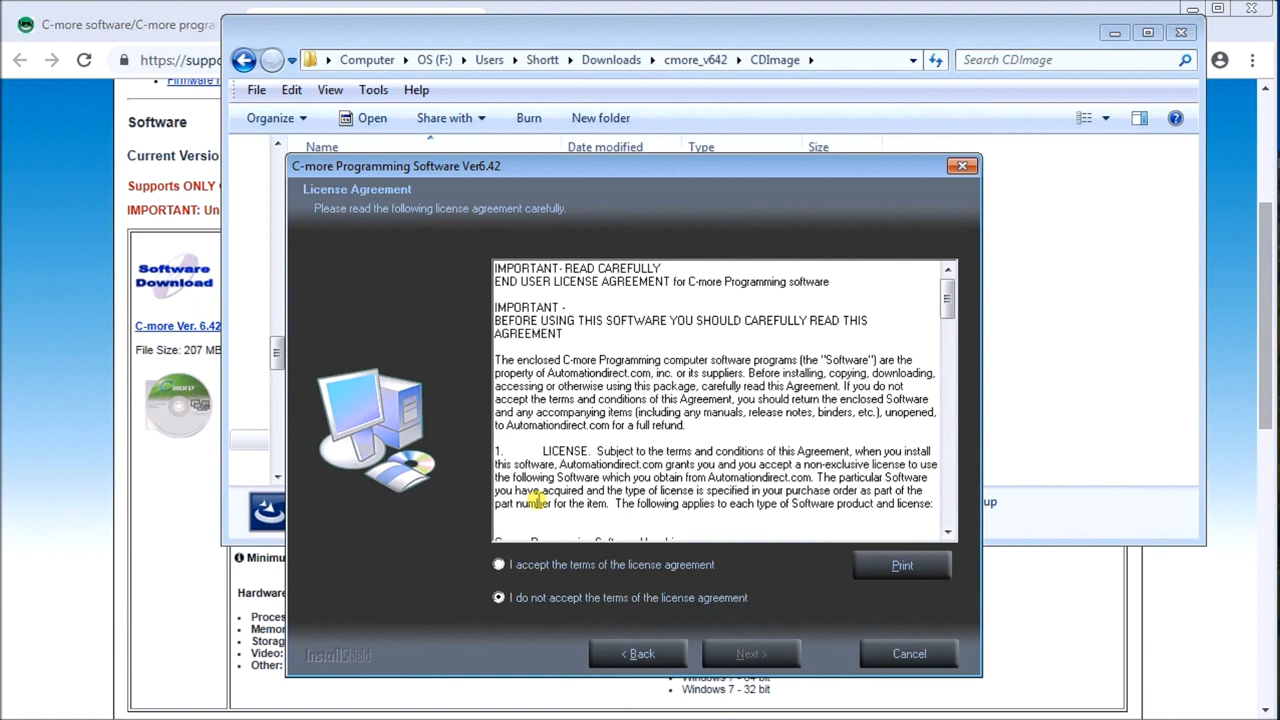 C-more software/C-more progra
https://suppo
Computer
OS (F:)
Users
Shortt
Downloads
cmore_v642
CDImage
Search CDImage
File
Edit
View
Tools
Help
Organize
Open
Share with
Burn
New folder
Name
Date modified
Type
Size
Firmware
Software
Current Versio
Supports ONLY
IMPORTANT: Un
Software
Download
C-more Ver. 6.42
File Size: 207 MB
C-more Programming Software Ver6.42
License Agreement
Please read the following license agreement carefully.
IMPORTANT- READ CAREFULLY
END USER LICENSE AGREEMENT for C-more Programming software
IMPORTANT -
BEFORE USING THIS SOFTWARE YOU SHOULD CAREFULLY READ THIS
AGREEMENT
The enclosed C-more Programming computer software programs (the "Software") are the
property of Automationdirect.com, inc. or its suppliers. Before installing, copying, downloading,
accessing or otherwise using this package, carefully read this Agreement. If you do not
accept the terms and conditions of this Agreement, you should return the enclosed Software
and any accompanying items (including any manuals, release notes, binders, etc.), unopened,
to Automationdirect.com for a full refund.
1. LICENSE. Subject to the terms and conditions of this Agreement, when you install
this software, Automationdirect.com grants you and you accept a non-exclusive license to use
the following Software which you obtain from Automationdirect.com. The particular Software
you have acquired and the type of license is specified in your purchase order as part of the
part number for the item. The following applies to each type of Software product and license:
I accept the terms of the license agreement
Print
I do not accept the terms of the license agreement
InstallShield
< Back
Next >
Cancel
up
Minimu
Hardware
Proces
Memor
Storag
Video:
Other:
Windows 7 - 64 bit
Windows 7 - 32 bit